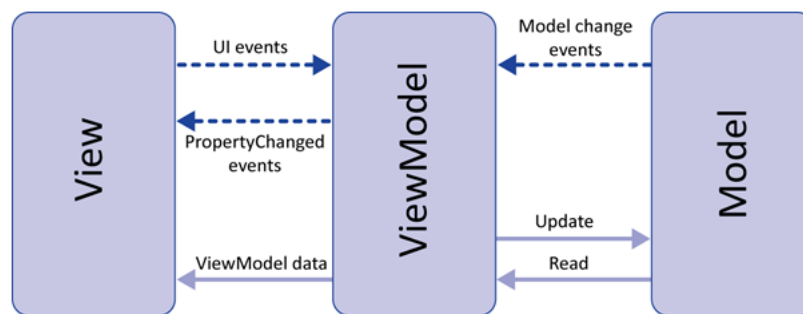 View
UI events
PropertyChanged
events
ViewModel data
ViewModel
Model change
events
Update
Read
Model